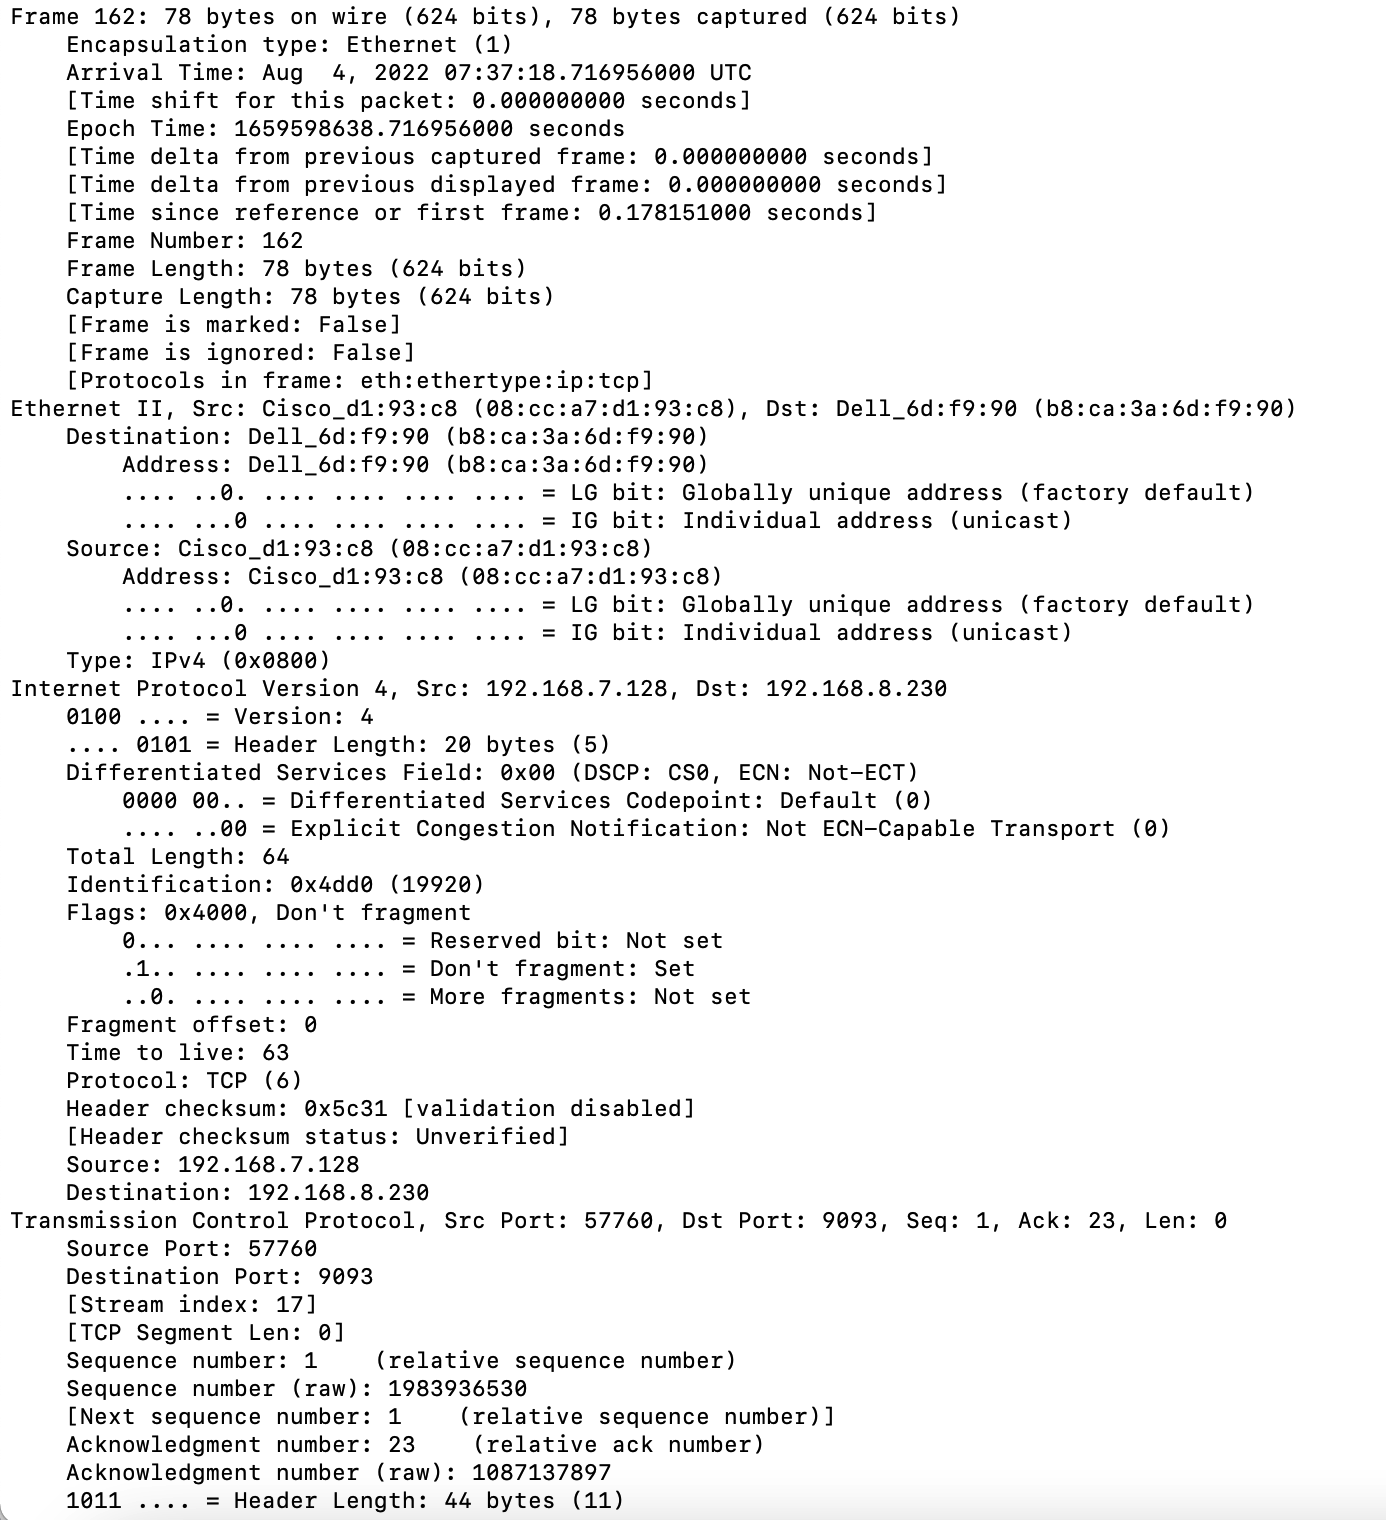 Frame 162: 78 bytes on wire (624 bits), 78 bytes captured (624 bits)
    Encapsulation type: Ethernet (1)
    Arrival Time: Aug  4, 2022 07:37:18.716956000 UTC
    [Time shift for this packet: 0.000000000 seconds]
    Epoch Time: 1659598638.716956000 seconds
    [Time delta from previous captured frame: 0.000000000 seconds]
    [Time delta from previous displayed frame: 0.000000000 seconds]
    [Time since reference or first frame: 0.178151000 seconds]
    Frame Number: 162
    Frame Length: 78 bytes (624 bits)
    Capture Length: 78 bytes (624 bits)
    [Frame is marked: False]
    [Frame is ignored: False]
    [Protocols in frame: eth:ethertype:ip:tcp]
Ethernet II, Src: Cisco_d1:93:c8 (08:cc:a7:d1:93:c8), Dst: Dell_6d:f9:90 (b8:ca:3a:6d:f9:90)
    Destination: Dell_6d:f9:90 (b8:ca:3a:6d:f9:90)
        Address: Dell_6d:f9:90 (b8:ca:3a:6d:f9:90)
        .... ..0. .... .... .... .... = LG bit: Globally unique address (factory default)
        .... ...0 .... .... .... .... = IG bit: Individual address (unicast)
    Source: Cisco_d1:93:c8 (08:cc:a7:d1:93:c8)
        Address: Cisco_d1:93:c8 (08:cc:a7:d1:93:c8)
        .... ..0. .... .... .... .... = LG bit: Globally unique address (factory default)
        .... ...0 .... .... .... .... = IG bit: Individual address (unicast)
    Type: IPv4 (0x0800)
Internet Protocol Version 4, Src: 192.168.7.128, Dst: 192.168.8.230
    0100 .... = Version: 4
    .... 0101 = Header Length: 20 bytes (5)
    Differentiated Services Field: 0x00 (DSCP: CS0, ECN: Not-ECT)
        0000 00.. = Differentiated Services Codepoint: Default (0)
        .... ..00 = Explicit Congestion Notification: Not ECN-Capable Transport (0)
    Total Length: 64
    Identification: 0x4dd0 (19920)
    Flags: 0x4000, Don't fragment
        0... .... .... .... = Reserved bit: Not set
        .1.. .... .... .... = Don't fragment: Set
        ..0. .... .... .... = More fragments: Not set
    Fragment offset: 0
    Time to live: 63
    Protocol: TCP (6)
    Header checksum: 0x5c31 [validation disabled]
    [Header checksum status: Unverified]
    Source: 192.168.7.128
    Destination: 192.168.8.230
Transmission Control Protocol, Src Port: 57760, Dst Port: 9093, Seq: 1, Ack: 23, Len: 0
    Source Port: 57760
    Destination Port: 9093
    [Stream index: 17]
    [TCP Segment Len: 0]
    Sequence number: 1    (relative sequence number)
    Sequence number (raw): 1983936530
    [Next sequence number: 1    (relative sequence number)]
    Acknowledgment number: 23    (relative ack number)
    Acknowledgment number (raw): 1087137897
    1011 .... = Header Length: 44 bytes (11)